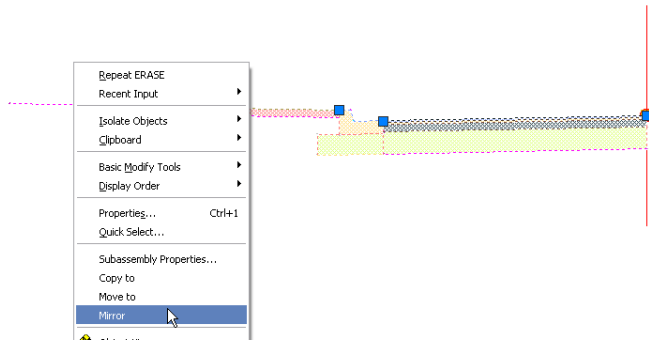 Repeat ERASE
Recent Input
Isolate Objects
Clipboard
Basic Modify Tools
Display Order
Properties... Ctrl+1
Quick Select...
Subassembly Properties...
Copy to
Move to
Mirror